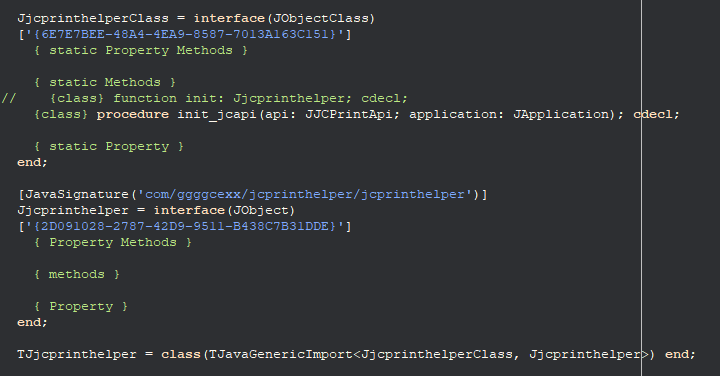 JjcprinthelperClass = interface(JObjectClass)
['{6E7E7BEE-48A4-4EA9-8587-7013A163C151}']
{ static Property Methods }
{ static Methods }
// {class} function init: Jjcprinthelper; cdecl;
{class} procedure init_jcapi(api: JJCPrintApi; application: JApplication); cdecl;
{ static Property }
end;
[JavaSignature('com/ggggcexx/jcprinthelper/jcprinthelper')]
Jjcprinthelper = interface(JObject)
['{2D091028-2787-42D9-9511-B438C7B31DDE}']
{ Property Methods }
{ methods }
{ Property }
end;
TJjcprinthelper = class(TJavaGenericImport<JjcprinthelperClass, Jjcprinthelper>) end;